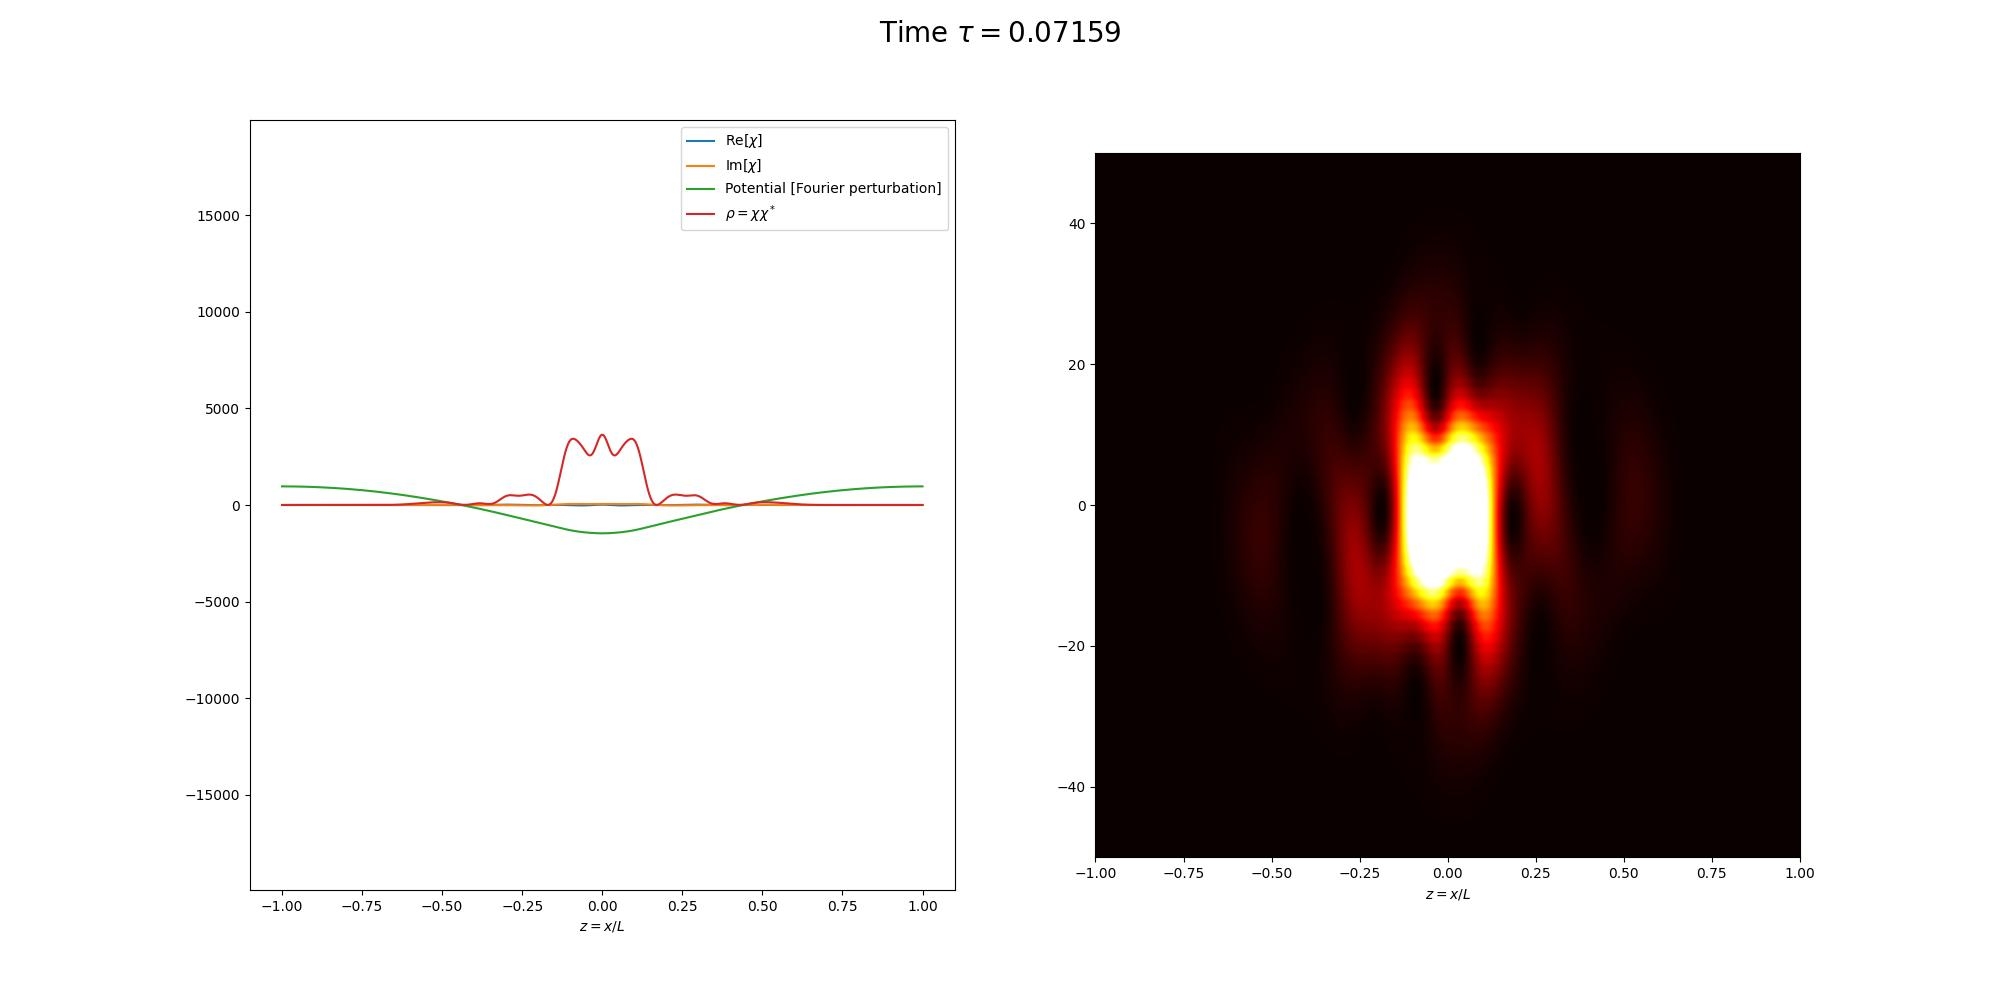 Time τ = 0.07159
Re[χ]
Im[χ]
Potential [Fourier perturbation]
ρ = χχ*
15000
10000
5000
0
−5000
−10000
−15000
−1.00 −0.75 −0.50 −0.25 0.00 0.25 0.50 0.75 1.00
z = x/L
40
20
0
−20
−40
−1.00 −0.75 −0.50 −0.25 0.00 0.25 0.50 0.75 1.00
z = x/L